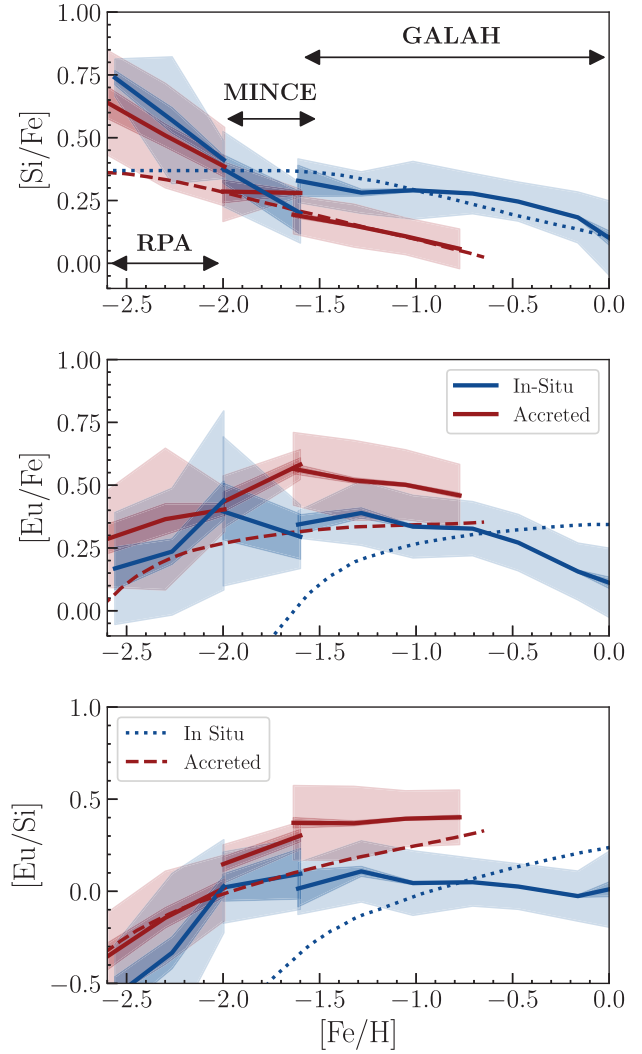 GALAH
MINCE
RPA
[Si/Fe]
1.00
0.75
0.50
0.25
0.00
−2.5 −2.0 −1.5 −1.0 −0.5 0.0
In-Situ
Accreted
[Eu/Fe]
1.00
0.75
0.50
0.25
0.00
−2.5 −2.0 −1.5 −1.0 −0.5 0.0
In Situ
Accreted
[Eu/Si]
1.0
0.5
0.0
−0.5
−2.5 −2.0 −1.5 −1.0 −0.5 0.0
[Fe/H]